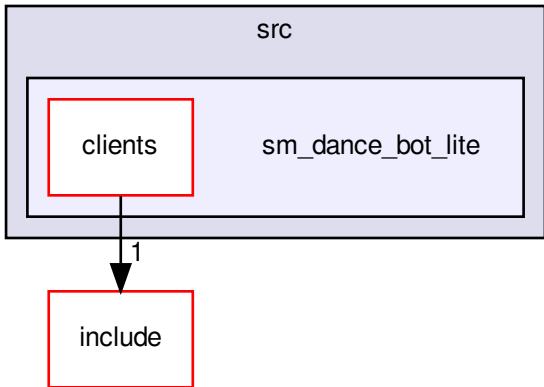 src
clients
sm_dance_bot_lite
1
include